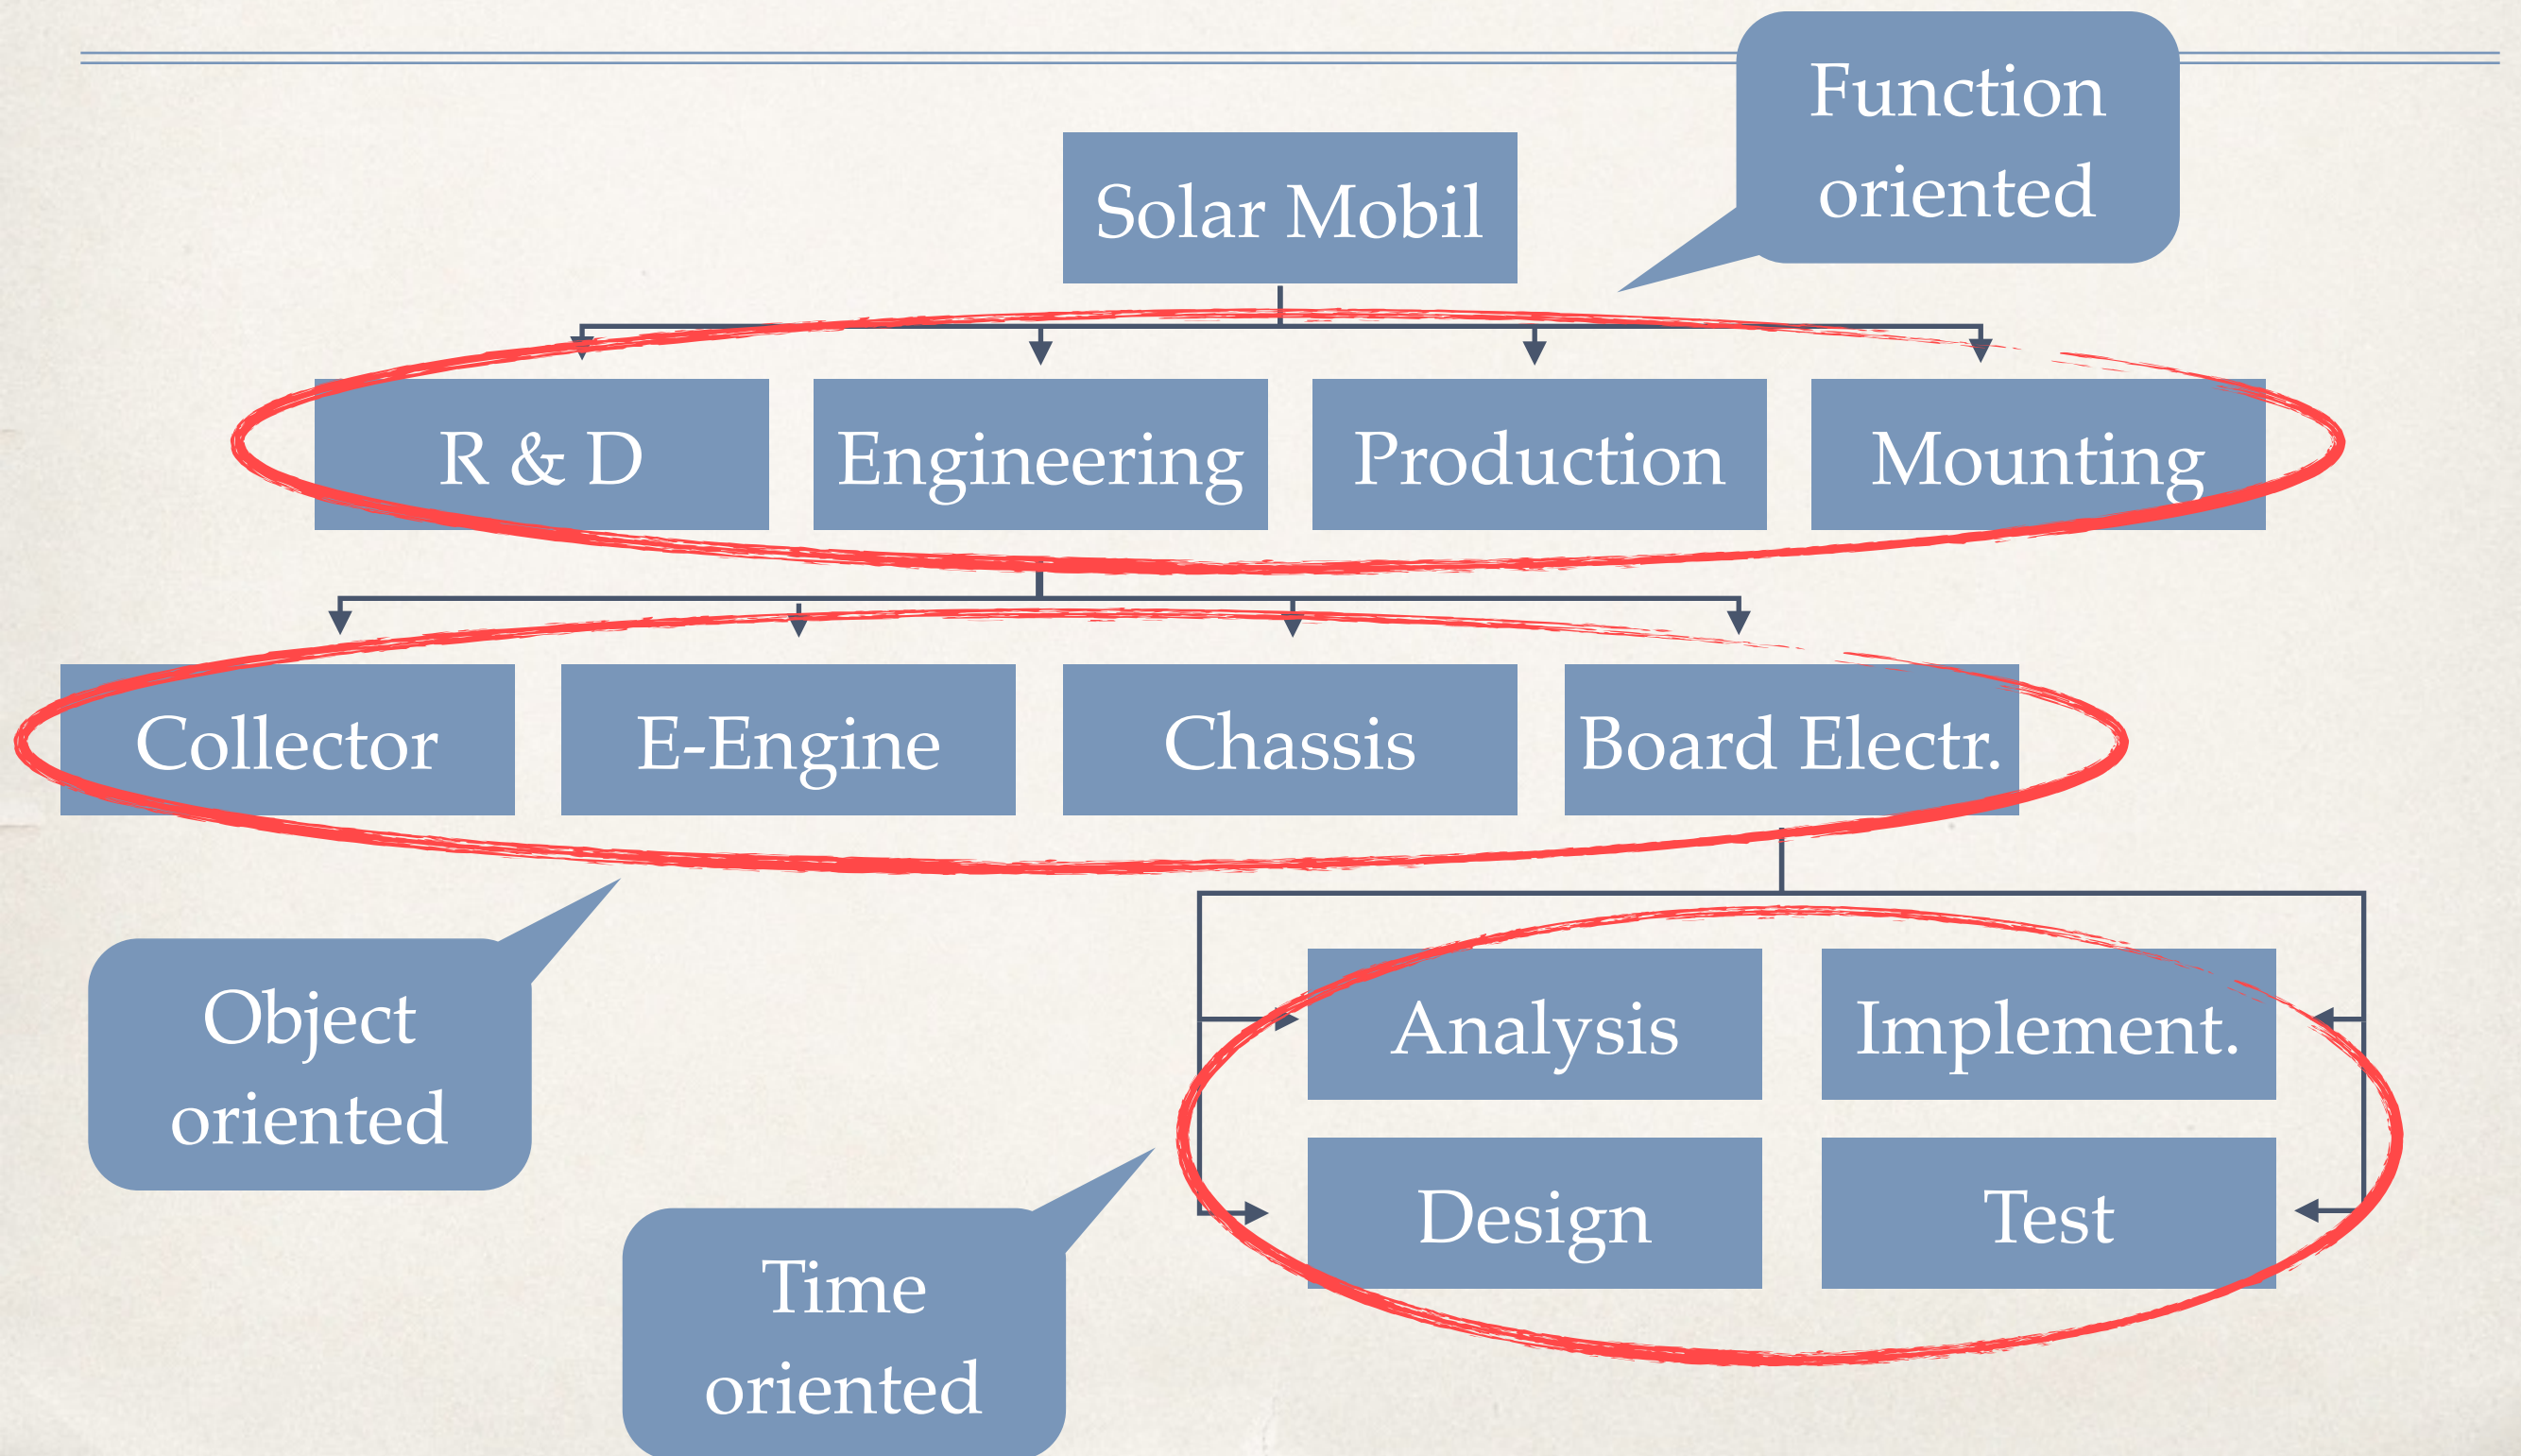 Function
oriented
Solar Mobil
R & D
Engineering
Production
Mounting
Collector
E-Engine
Chassis
Board Electr.
Object
oriented
Analysis
Implement.
Design
Test
Time
oriented